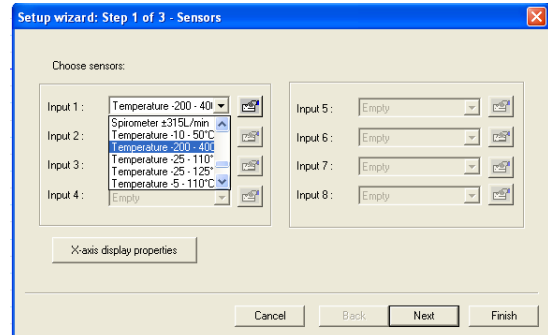 Setup wizard: Step 1 of 3 - Sensors
Choose sensors:
Input 1 :
Temperature -200 - 40
Spirometer ±315L/min
Temperature -10 - 50°C
Temperature -200 - 400
Temperature -25 - 110°
Temperature -25 - 125°
Temperature -5 - 110°C
Input 2 :
Input 3 :
Input 4 :
Empty
Input 5 :
Empty
Input 6 :
Empty
Input 7 :
Empty
Input 8 :
Empty
X-axis display properties
Cancel
Back
Next
Finish